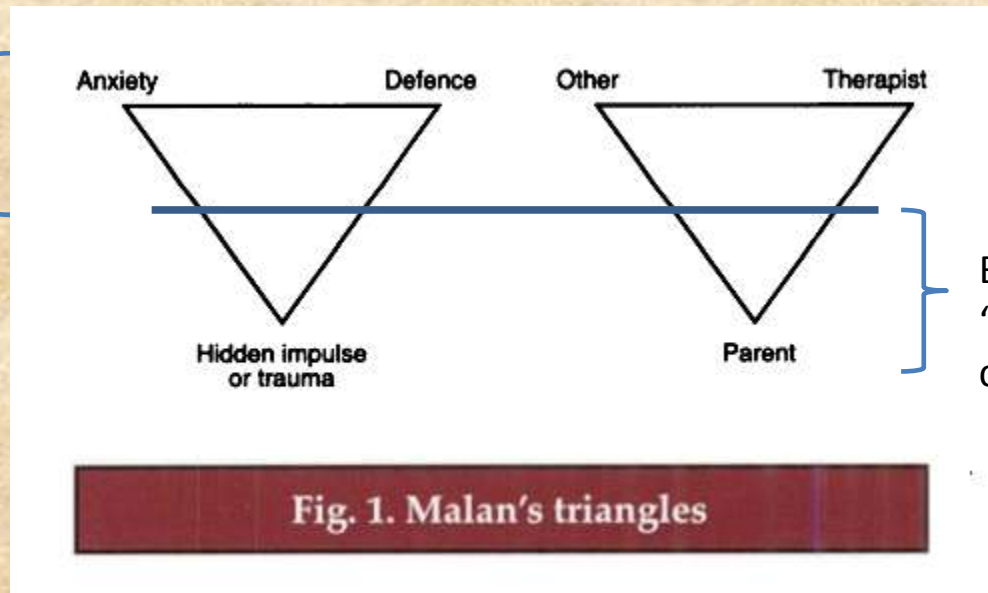 Anxiety
Defence
Other
Therapist
Hidden impulse
or trauma
Parent
Fig. 1. Malan's triangles